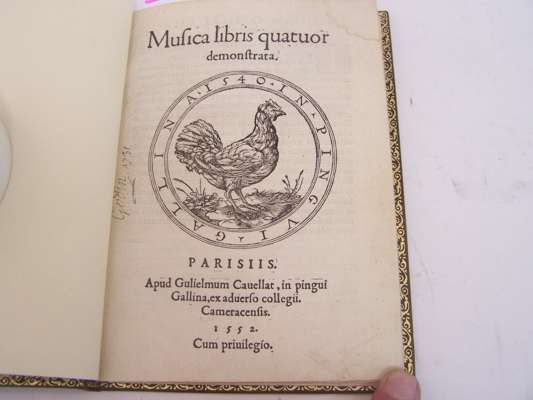 Musica libris quatuor
demonstrata.
IN PINGVI GALLINA. 1540.
PARISIIS.
Apud Gulielmum Cauellat, in pingui
Gallina, ex aduerso collegii.
Cameracensis.
1552.
Cum priuilegio.